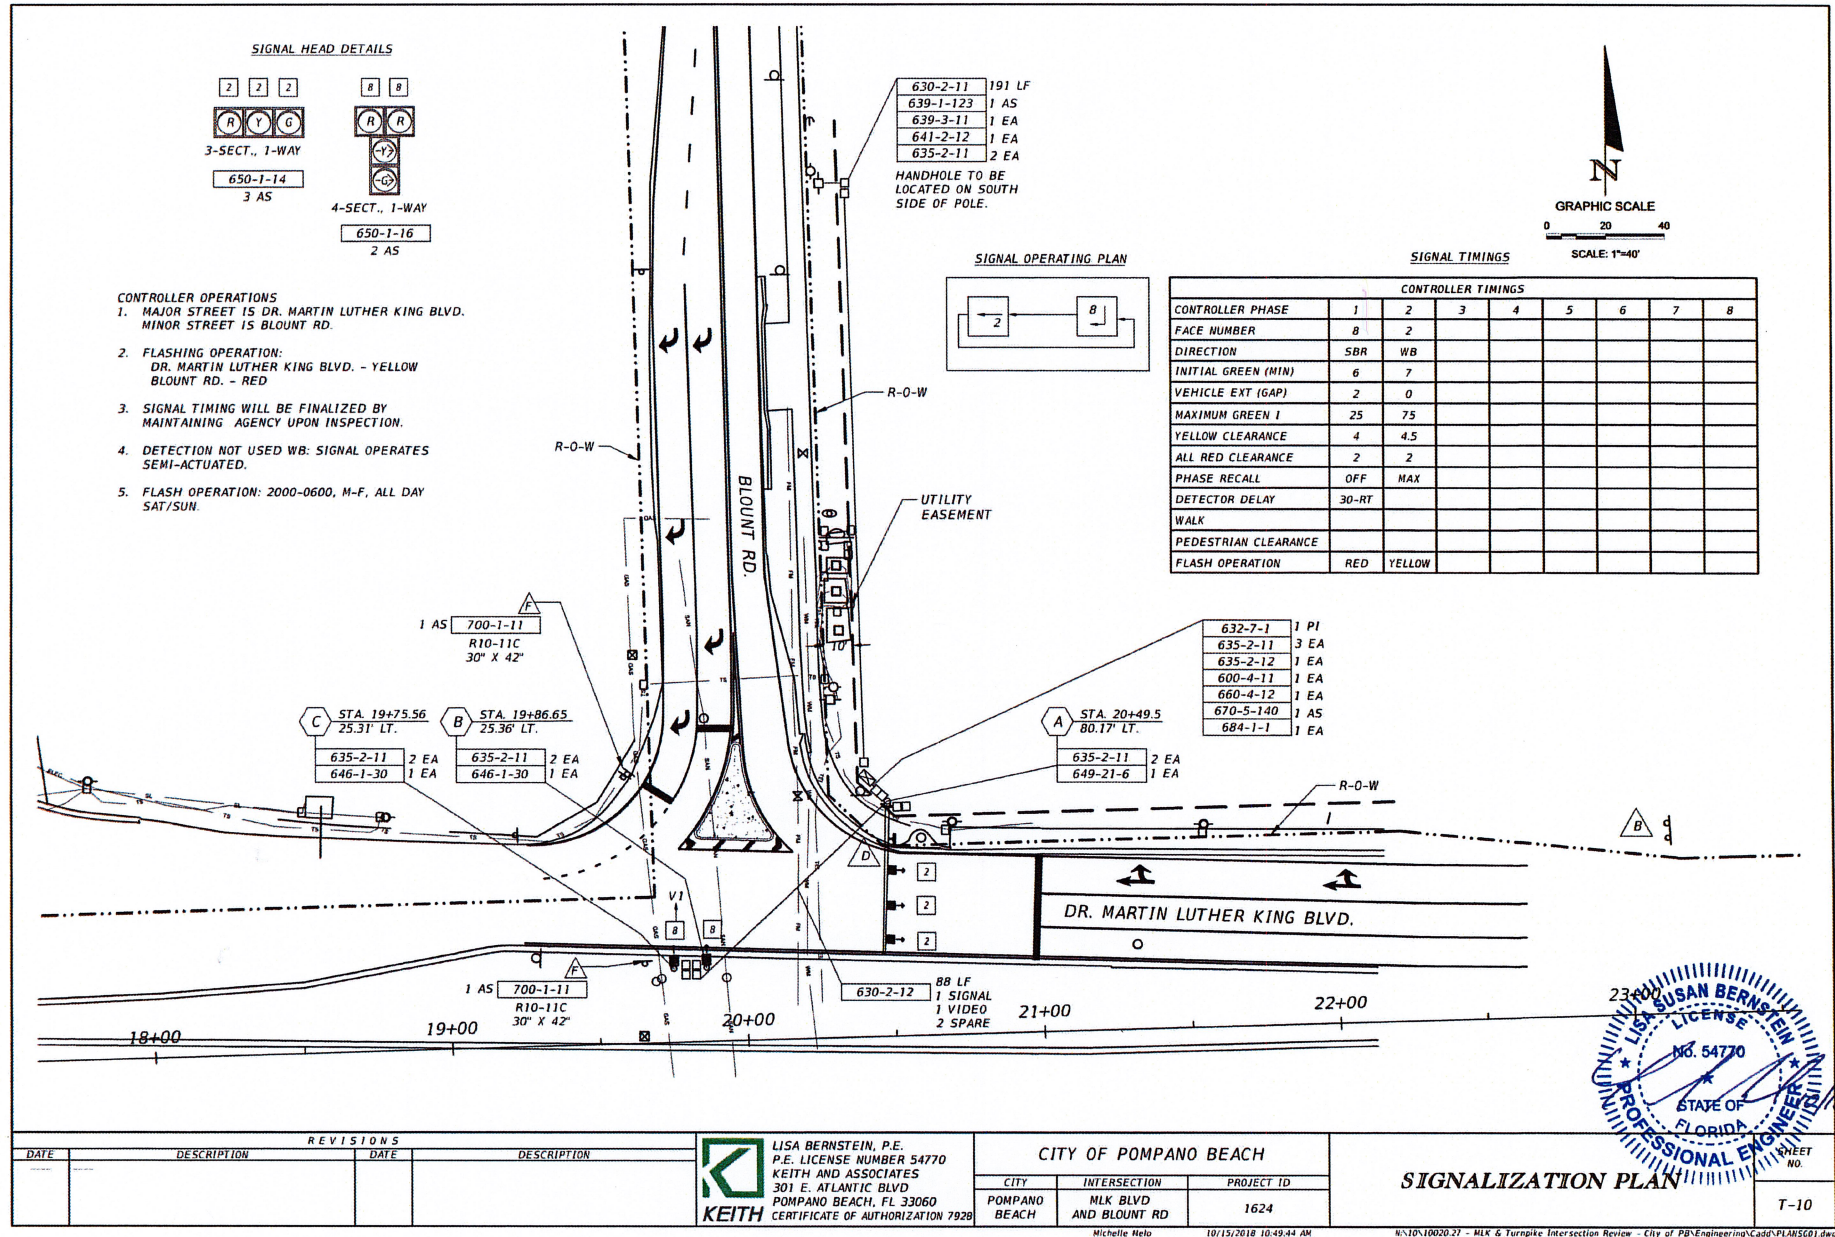 SIGNAL HEAD DETAILS
2 2 2
R Y G
3-SECT., 1-WAY
650-1-14
3 AS
8 8
R R
Y
G
4-SECT., 1-WAY
650-1-16
2 AS
CONTROLLER OPERATIONS
1. MAJOR STREET IS DR. MARTIN LUTHER KING BLVD.
MINOR STREET IS BLOUNT RD.
2. FLASHING OPERATION:
DR. MARTIN LUTHER KING BLVD. - YELLOW
BLOUNT RD. - RED
3. SIGNAL TIMING WILL BE FINALIZED BY
MAINTAINING AGENCY UPON INSPECTION.
4. DETECTION NOT USED WB: SIGNAL OPERATES
SEMI-ACTUATED.
5. FLASH OPERATION: 2000-0600, M-F, ALL DAY
SAT/SUN.
630-2-11 191 LF
639-1-123 1 AS
639-3-11 1 EA
641-2-12 1 EA
635-2-11 2 EA
HANDHOLE TO BE
LOCATED ON SOUTH
SIDE OF POLE.
N
GRAPHIC SCALE
0 20 40
SCALE: 1"=40'
SIGNAL OPERATING PLAN
2 8
SIGNAL TIMINGS
CONTROLLER TIMINGS
CONTROLLER PHASE 1 2 3 4 5 6 7 8
FACE NUMBER 8 2
DIRECTION SBR WB
INITIAL GREEN (MIN) 6 7
VEHICLE EXT (GAP) 2 0
MAXIMUM GREEN I 25 75
YELLOW CLEARANCE 4 4.5
ALL RED CLEARANCE 2 2
PHASE RECALL OFF MAX
DETECTOR DELAY 30-RT
WALK
PEDESTRIAN CLEARANCE
FLASH OPERATION RED YELLOW
R-O-W
R-O-W
BLOUNT RD.
UTILITY
EASEMENT
10'
F
1 AS 700-1-11
R10-11C
30" X 42"
C STA. 19+75.56
25.31' LT.
635-2-11 2 EA
646-1-30 1 EA
B STA. 19+86.65
25.36' LT.
635-2-11 2 EA
646-1-30 1 EA
632-7-1 1 PI
635-2-11 3 EA
635-2-12 1 EA
600-4-11 1 EA
660-4-12 1 EA
670-5-140 1 AS
684-1-1 1 EA
A STA. 20+49.5
80.17' LT.
635-2-11 2 EA
649-21-6 1 EA
R-O-W
B
D
2
2
2
V1
8 8
DR. MARTIN LUTHER KING BLVD.
F
1 AS 700-1-11
R10-11C
30" X 42"
630-2-12 88 LF
1 SIGNAL
1 VIDEO
2 SPARE
18+00 19+00 20+00 21+00 22+00 23+00
LISA SUSAN BERNSTEIN
LICENSE
No. 54770
STATE OF
FLORIDA
PROFESSIONAL ENGINEER
REVISIONS
DATE DESCRIPTION DATE DESCRIPTION
KEITH
LISA BERNSTEIN, P.E.
P.E. LICENSE NUMBER 54770
KEITH AND ASSOCIATES
301 E. ATLANTIC BLVD
POMPANO BEACH, FL 33060
CERTIFICATE OF AUTHORIZATION 7928
CITY OF POMPANO BEACH
CITY INTERSECTION PROJECT ID
POMPANO
BEACH
MLK BLVD
AND BLOUNT RD
1624
SIGNALIZATION PLAN
SHEET
NO.
T-10
Michelle Melo 10/15/2018 10:49:44 AM N:\10\10020.27 - MLK & Turnpike Intersection Review - City of PB\Engineering\Cadd\PLANSG01.dwg